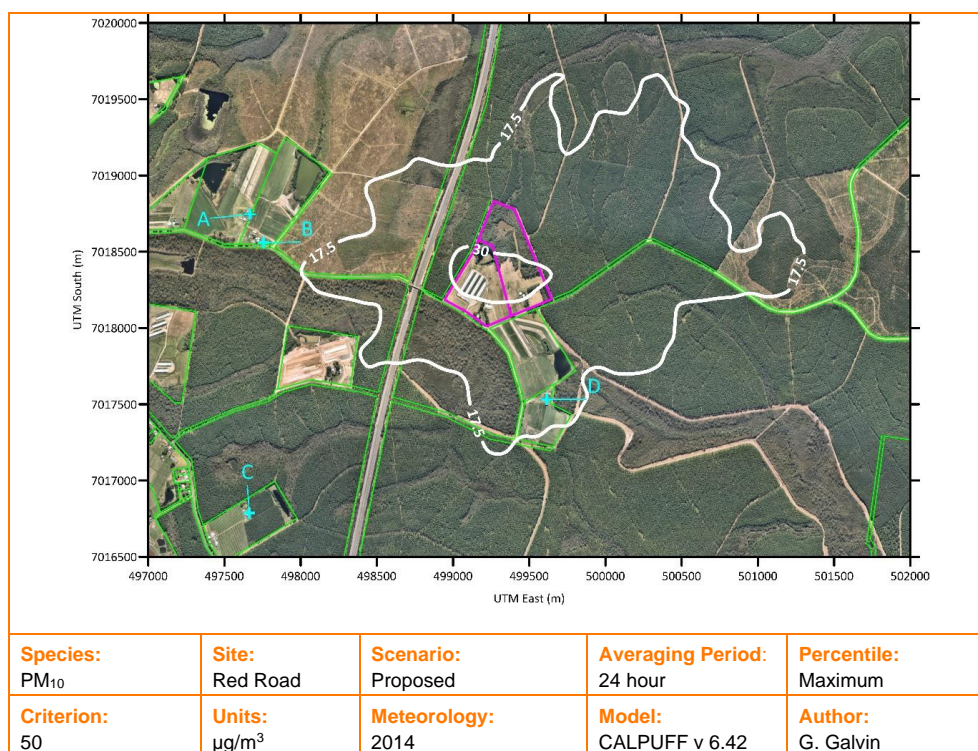 7020000
7019500
7019000
7018500
7018000
7017500
7017000
7016500
UTM South (m)
17.5
17.5
17.5
17.5
30
A
B
C
D
497000 497500 498000 498500 499000 499500 500000 500500 501000 501500 502000
UTM East (m)
Species: Site: Scenario: Averaging Period: Percentile:
PM₁₀ Red Road Proposed 24 hour Maximum
Criterion: Units: Meteorology: Model: Author:
50 µg/m³ 2014 CALPUFF v 6.42 G. Galvin